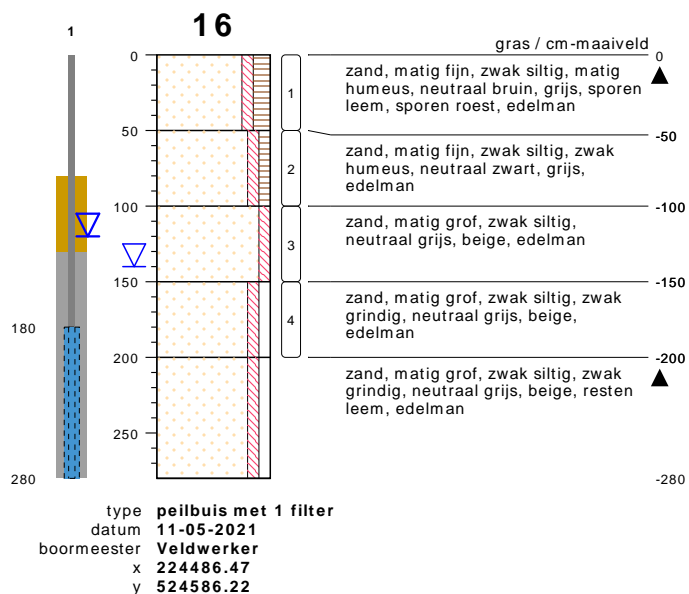 16
1
gras / cm-maaiveld
0
0
zand, matig fijn, zwak siltig, matig
humeus, neutraal bruin, grijs, sporen
leem, sporen roest, edelman
1
50
-50
zand, matig fijn, zwak siltig, zwak
humeus, neutraal zwart, grijs,
edelman
2
100
-100
zand, matig grof, zwak siltig,
neutraal grijs, beige, edelman
3
150
-150
zand, matig grof, zwak siltig, zwak
grindig, neutraal grijs, beige,
edelman
4
180
200
-200
zand, matig grof, zwak siltig, zwak
grindig, neutraal grijs, beige, resten
leem, edelman
250
280
-280
type peilbuis met 1 filter
datum 11-05-2021
boormeester Veldwerker
x 224486.47
y 524586.22